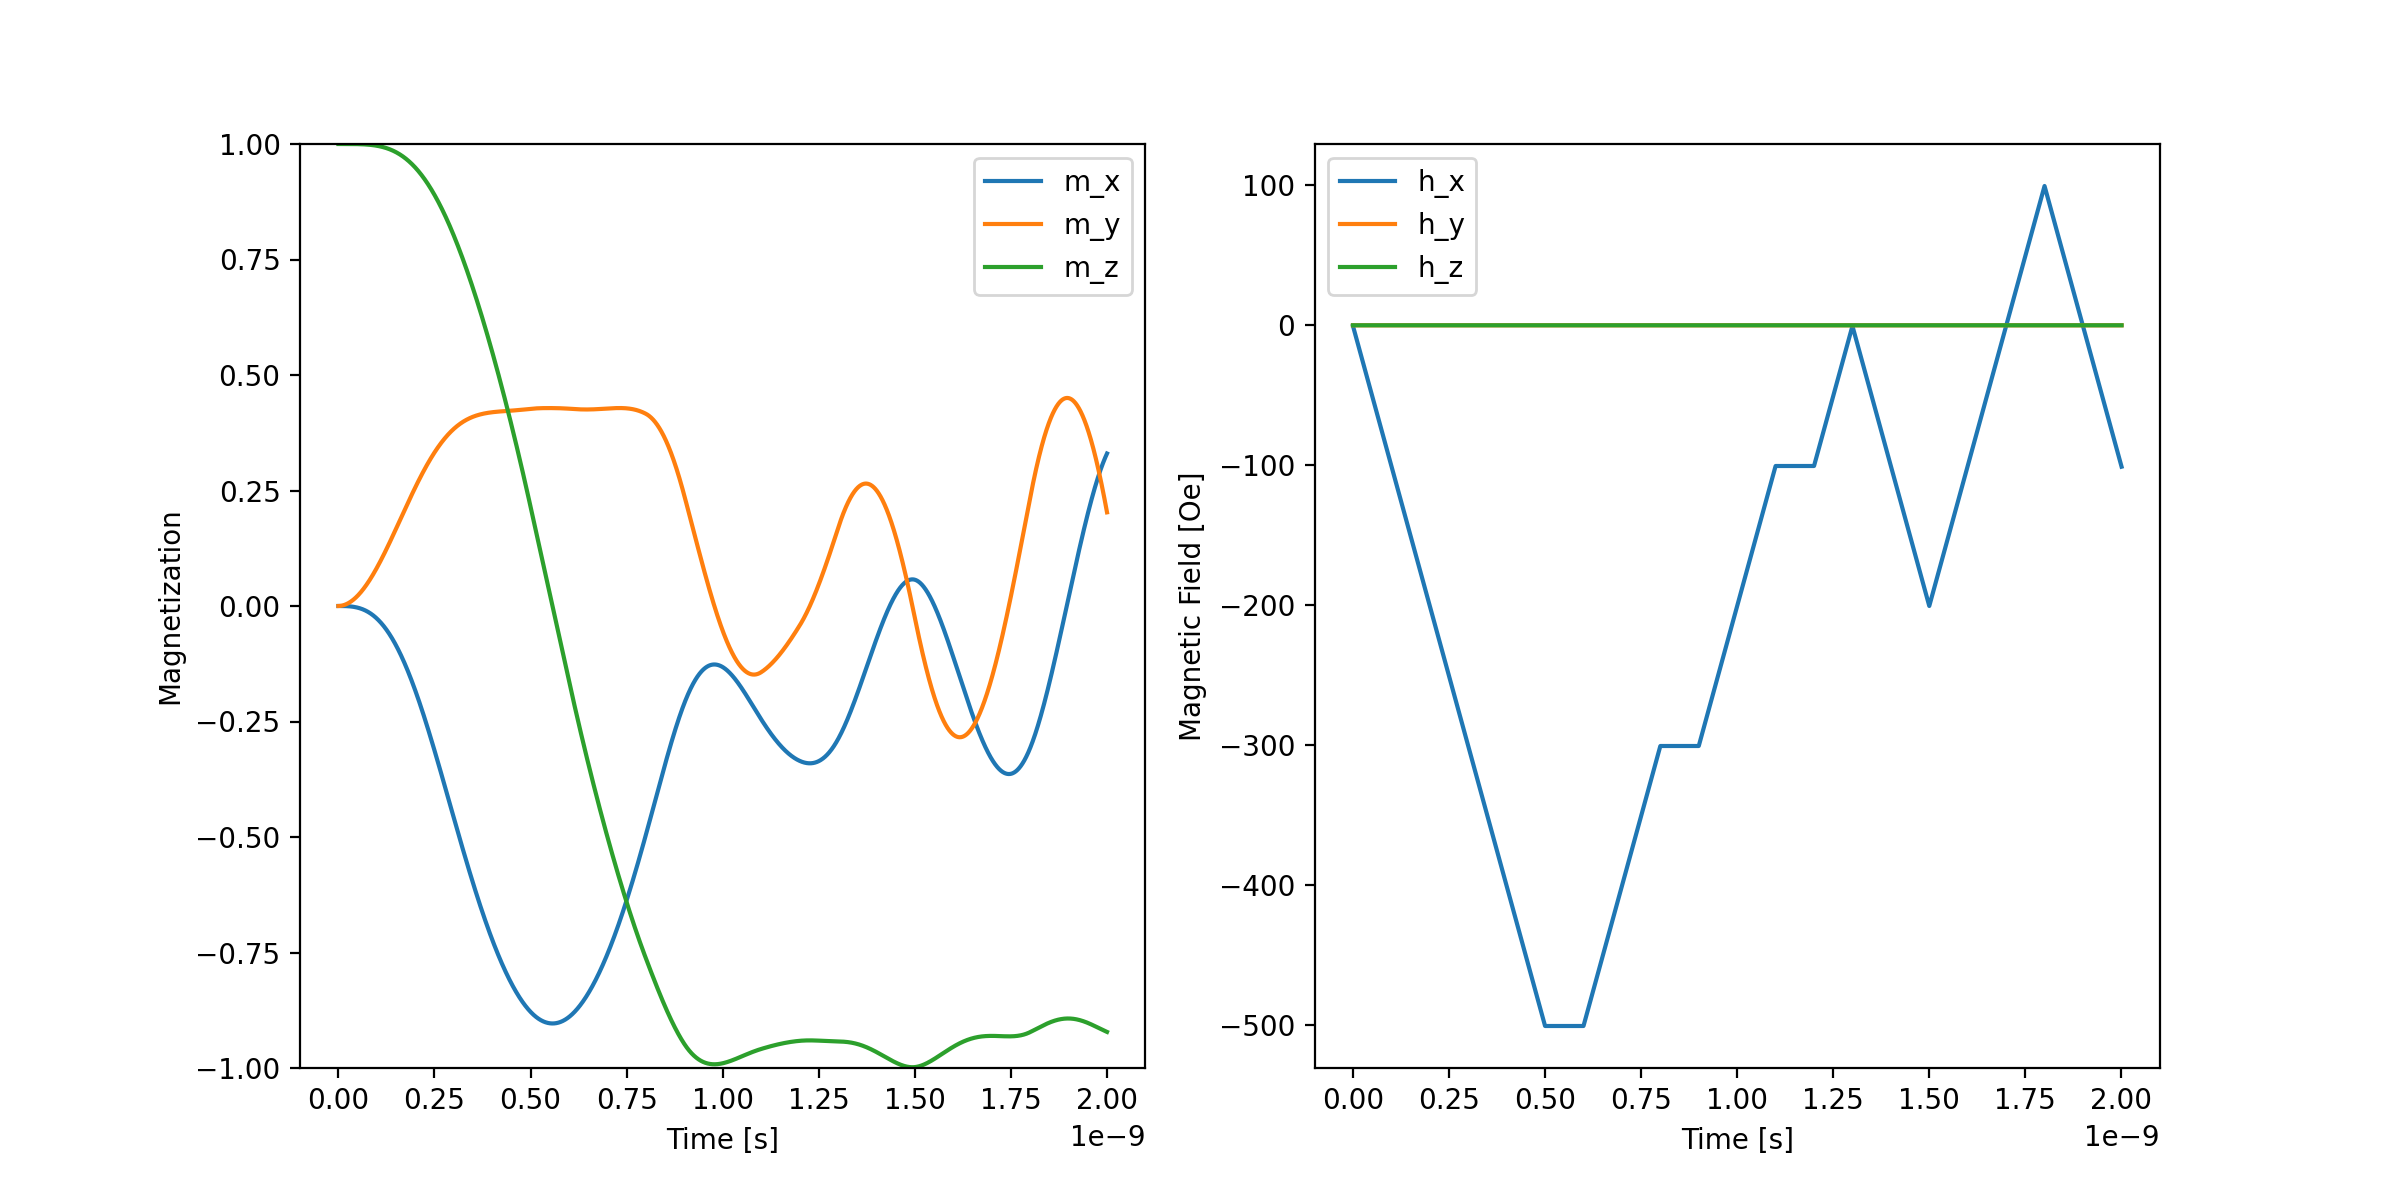 1.00
0.75
0.50
0.25
0.00
−0.25
−0.50
−0.75
−1.00
Magnetization
m_x
m_y
m_z
0.00 0.25 0.50 0.75 1.00 1.25 1.50 1.75 2.00
Time [s]
1e−9
100
0
−100
−200
−300
−400
−500
Magnetic Field [Oe]
h_x
h_y
h_z
0.00 0.25 0.50 0.75 1.00 1.25 1.50 1.75 2.00
Time [s]
1e−9